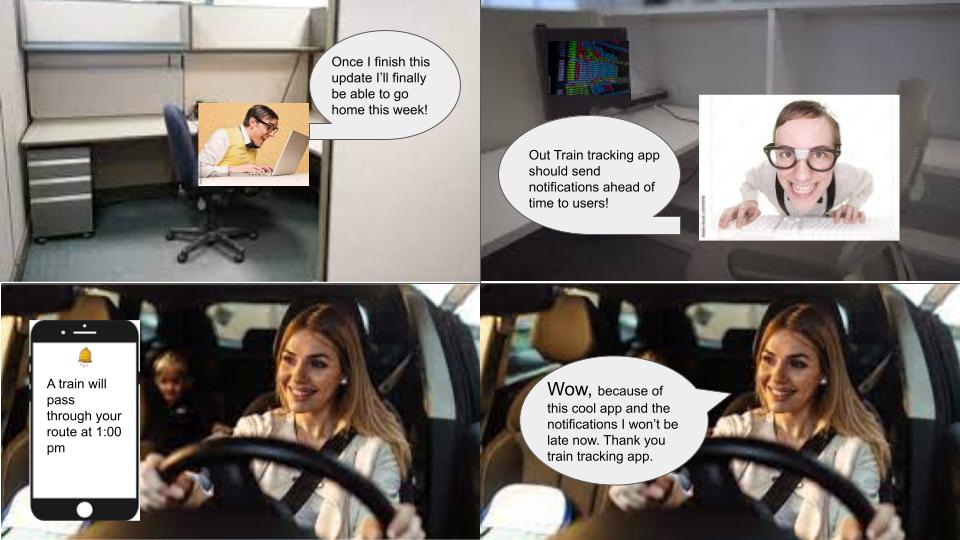 Once I finish this
update I'll finally
be able to go
home this week!
Out Train tracking app
should send
notifications ahead of
time to users!
A train will
pass
through your
route at 1:00
pm
Wow, because of
this cool app and the
notifications I won't be
late now. Thank you
train tracking app.